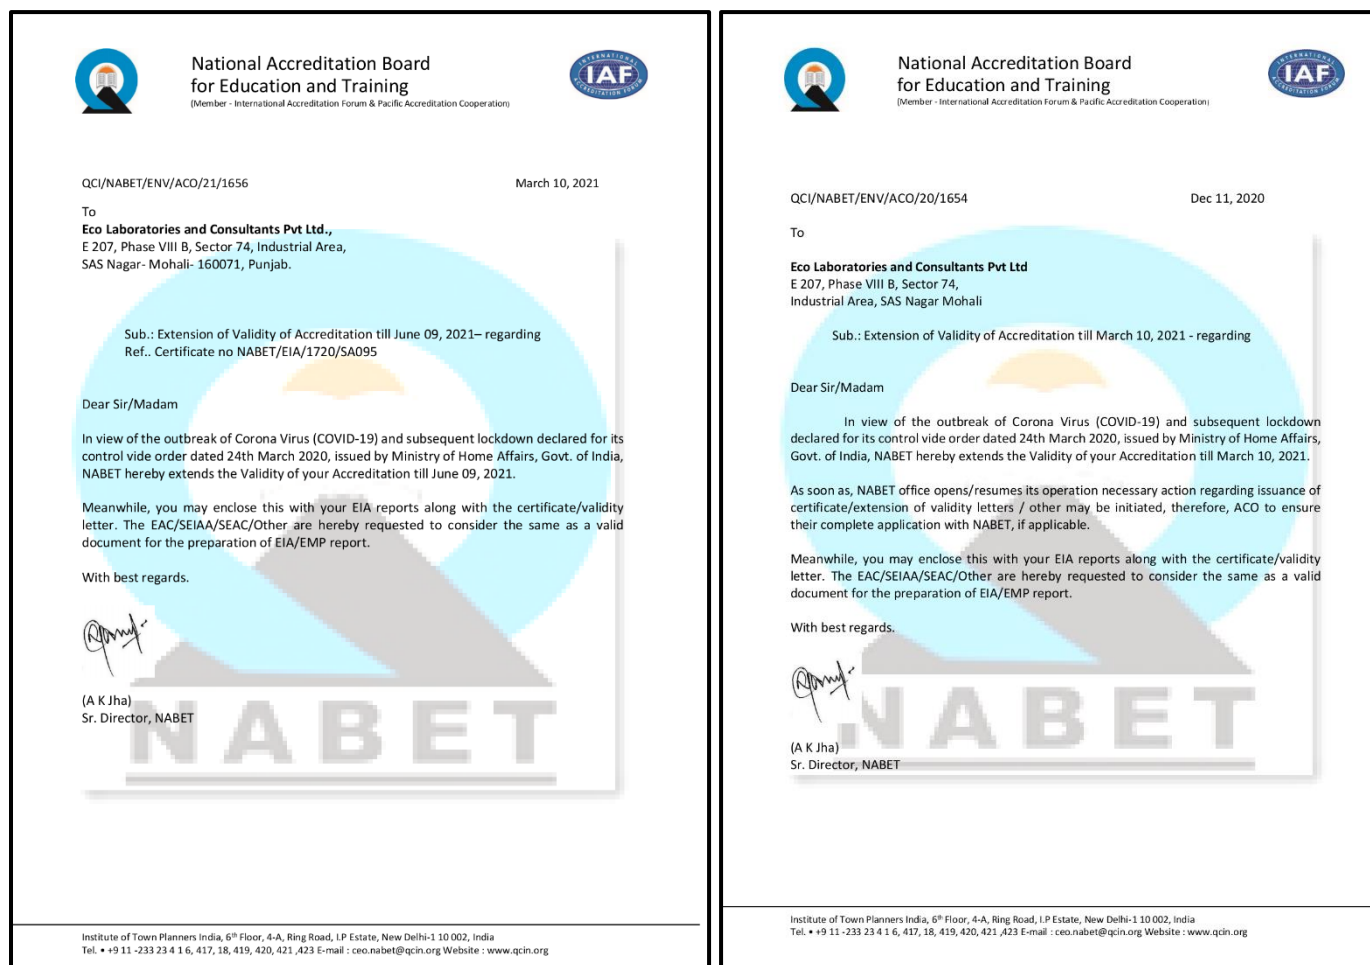 National Accreditation Board
for Education and Training
(Member - International Accreditation Forum & Pacific Accreditation Cooperation)
INTERNATIONAL
IAF
ACCREDITATION FORUM
QCI/NABET/ENV/ACO/21/1656 March 10, 2021
To
Eco Laboratories and Consultants Pvt Ltd.,
E 207, Phase VIII B, Sector 74, Industrial Area,
SAS Nagar- Mohali- 160071, Punjab.
Sub.: Extension of Validity of Accreditation till June 09, 2021– regarding
Ref.. Certificate no NABET/EIA/1720/SA095
Dear Sir/Madam
In view of the outbreak of Corona Virus (COVID-19) and subsequent lockdown declared for its
control vide order dated 24th March 2020, issued by Ministry of Home Affairs, Govt. of India,
NABET hereby extends the Validity of your Accreditation till June 09, 2021.
Meanwhile, you may enclose this with your EIA reports along with the certificate/validity
letter. The EAC/SEIAA/SEAC/Other are hereby requested to consider the same as a valid
document for the preparation of EIA/EMP report.
With best regards.
(A K Jha)
Sr. Director, NABET
NABET
Institute of Town Planners India, 6th Floor, 4-A, Ring Road, I.P Estate, New Delhi-1 10 002, India
Tel. • +9 11 -233 23 4 1 6, 417, 18, 419, 420, 421 ,423 E-mail : ceo.nabet@qcin.org Website : www.qcin.org
National Accreditation Board
for Education and Training
(Member - International Accreditation Forum & Pacific Accreditation Cooperation)
INTERNATIONAL
IAF
ACCREDITATION FORUM
QCI/NABET/ENV/ACO/20/1654 Dec 11, 2020
To
Eco Laboratories and Consultants Pvt Ltd
E 207, Phase VIII B, Sector 74,
Industrial Area, SAS Nagar Mohali
Sub.: Extension of Validity of Accreditation till March 10, 2021 - regarding
Dear Sir/Madam
In view of the outbreak of Corona Virus (COVID-19) and subsequent lockdown
declared for its control vide order dated 24th March 2020, issued by Ministry of Home Affairs,
Govt. of India, NABET hereby extends the Validity of your Accreditation till March 10, 2021.
As soon as, NABET office opens/resumes its operation necessary action regarding issuance of
certificate/extension of validity letters / other may be initiated, therefore, ACO to ensure
their complete application with NABET, if applicable.
Meanwhile, you may enclose this with your EIA reports along with the certificate/validity
letter. The EAC/SEIAA/SEAC/Other are hereby requested to consider the same as a valid
document for the preparation of EIA/EMP report.
With best regards.
(A K Jha)
Sr. Director, NABET
NABET
Institute of Town Planners India, 6th Floor, 4-A, Ring Road, I.P Estate, New Delhi-1 10 002, India
Tel. • +9 11 -233 23 4 1 6, 417, 18, 419, 420, 421 ,423 E-mail : ceo.nabet@qcin.org Website : www.qcin.org